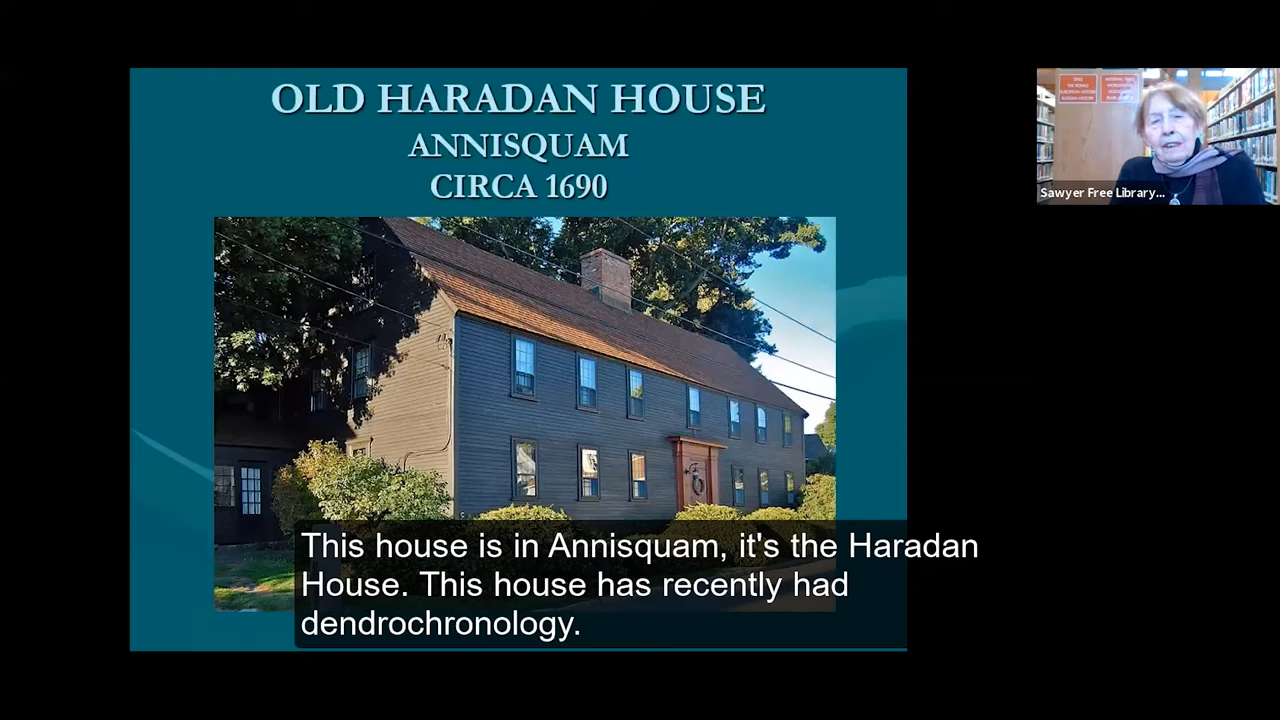 OLD HARADAN HOUSE
ANNISQUAM
CIRCA 1690
Sawyer Free Library...
This house is in Annisquam, it's the Haradan
House. This house has recently had
dendrochronology.